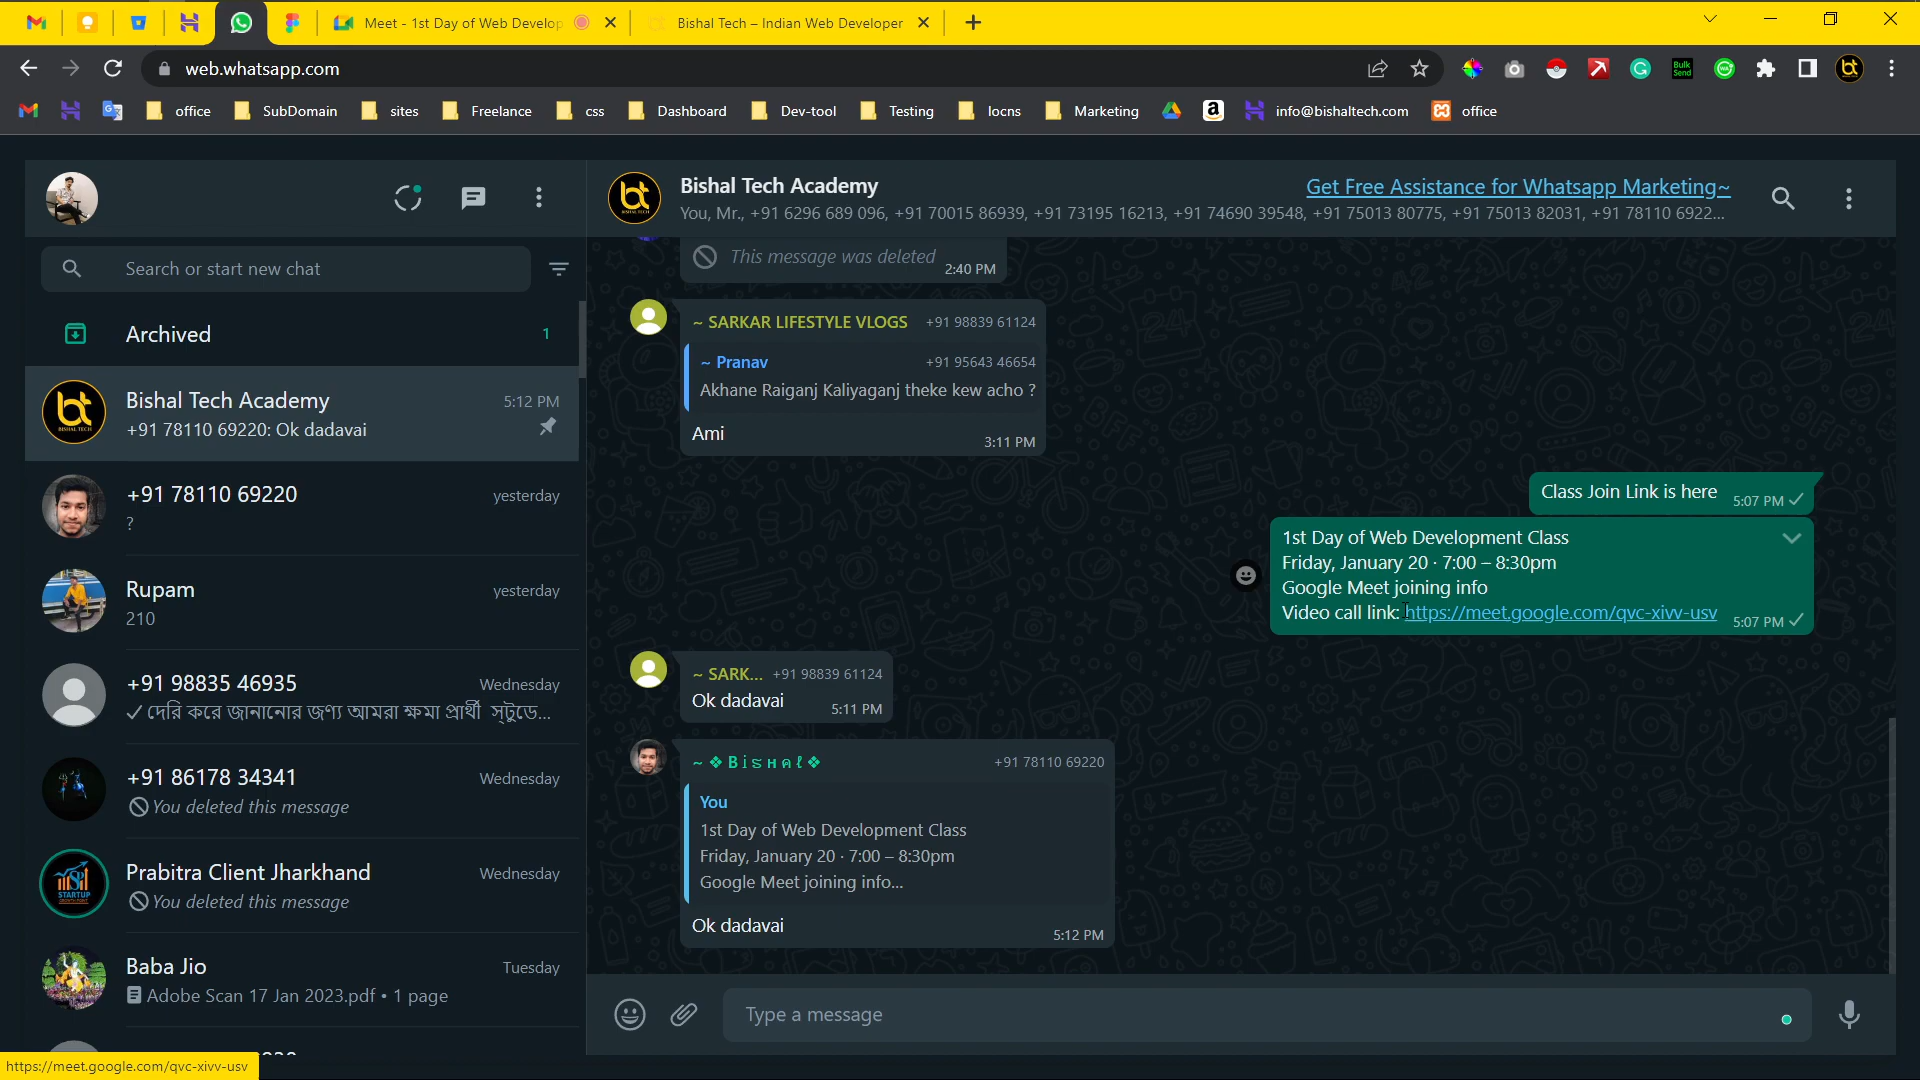 Meet - 1st Day of Web Develop
Bishal Tech – Indian Web Developer
web.whatsapp.com
Bulk
Send
bt
office
SubDomain
sites
Freelance
css
Dashboard
Dev-tool
Testing
locns
Marketing
info@bishaltech.com
office
Search or start new chat
Archived
1
Bishal Tech Academy
5:12 PM
+91 78110 69220: Ok dadavai
+91 78110 69220
yesterday
?
Rupam
yesterday
210
+91 98835 46935
Wednesday
দেরি করে জানানোর জণ্য আমরা ক্ষমা প্রার্থী স্টুডে...
+91 86178 34341
Wednesday
You deleted this message
Prabitra Client Jharkhand
Wednesday
You deleted this message
Baba Jio
Tuesday
Adobe Scan 17 Jan 2023.pdf • 1 page
https://meet.google.com/qvc-xivv-usv
bt
BISHAL TECH
Bishal Tech Academy
Get Free Assistance for Whatsapp Marketing~
You, Mr., +91 6296 689 096, +91 70015 86939, +91 73195 16213, +91 74690 39548, +91 75013 80775, +91 75013 82031, +91 78110 6922...
This message was deleted
2:40 PM
~ SARKAR LIFESTYLE VLOGS +91 98839 61124
~ Pranav +91 95643 46654
Akhane Raiganj Kaliyaganj theke kew acho ?
Ami
3:11 PM
Class Join Link is here 5:07 PM
1st Day of Web Development Class
Friday, January 20 · 7:00 – 8:30pm
Google Meet joining info
Video call link: https://meet.google.com/qvc-xivv-usv 5:07 PM
~ SARK... +91 98839 61124
Ok dadavai
5:11 PM
~ ❖ B i s н a ℓ ❖ +91 78110 69220
You
1st Day of Web Development Class
Friday, January 20 · 7:00 – 8:30pm
Google Meet joining info...
Ok dadavai
5:12 PM
Type a message